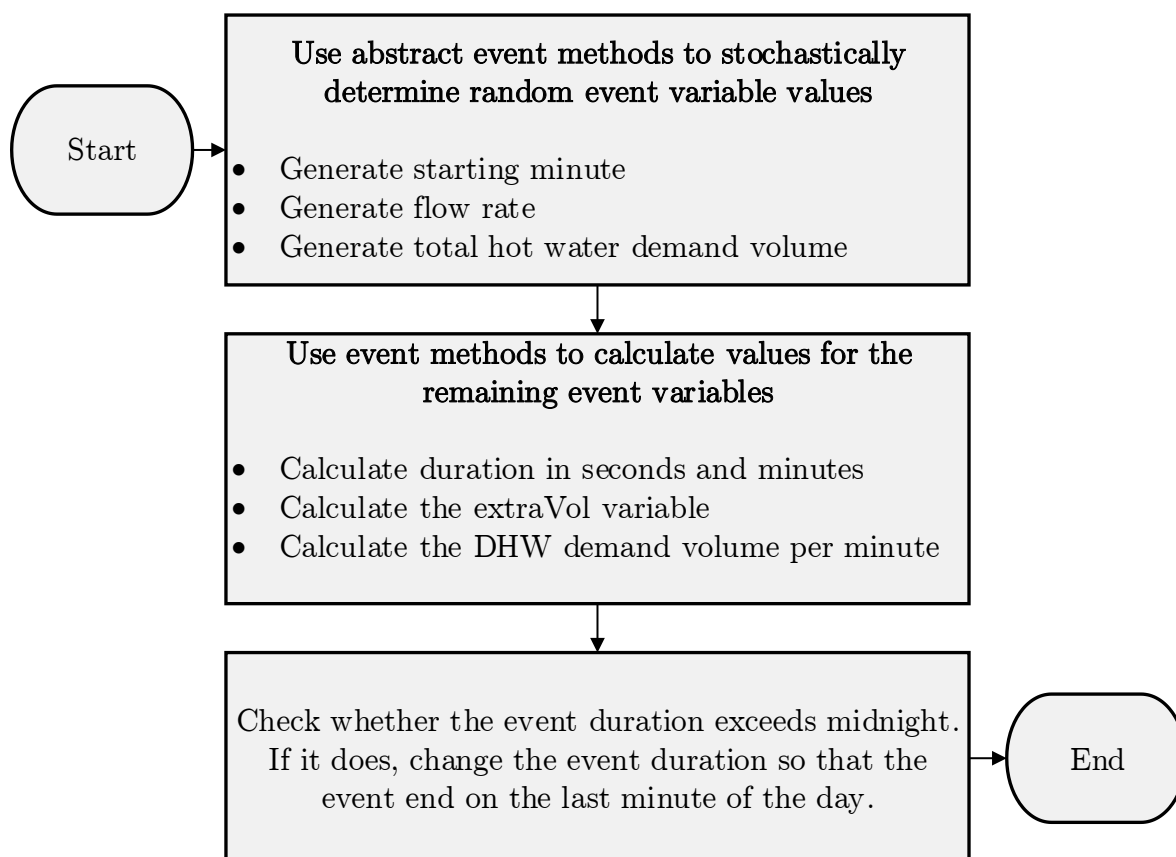 Start
Use abstract event methods to stochastically
determine random event variable values
• Generate starting minute
• Generate flow rate
• Generate total hot water demand volume
Use event methods to calculate values for the
remaining event variables
• Calculate duration in seconds and minutes
• Calculate the extraVol variable
• Calculate the DHW demand volume per minute
Check whether the event duration exceeds midnight.
If it does, change the event duration so that the
event end on the last minute of the day.
End